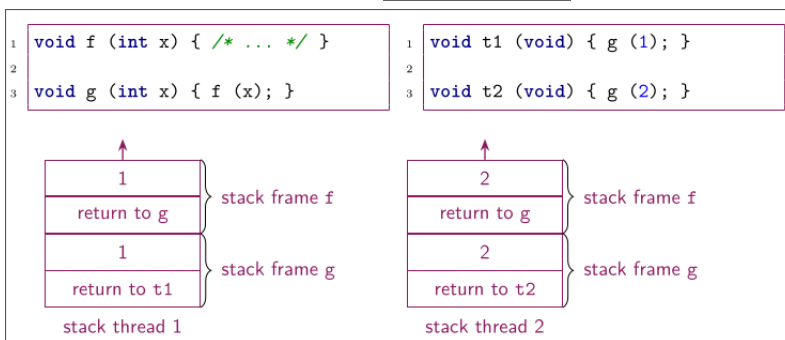 1 void f (int x) { /* ... */ }
2
3 void g (int x) { f (x); }
1 void t1 (void) { g (1); }
2
3 void t2 (void) { g (2); }
1
return to g
stack frame f
1
return to t1
stack frame g
stack thread 1
2
return to g
stack frame f
2
return to t2
stack frame g
stack thread 2